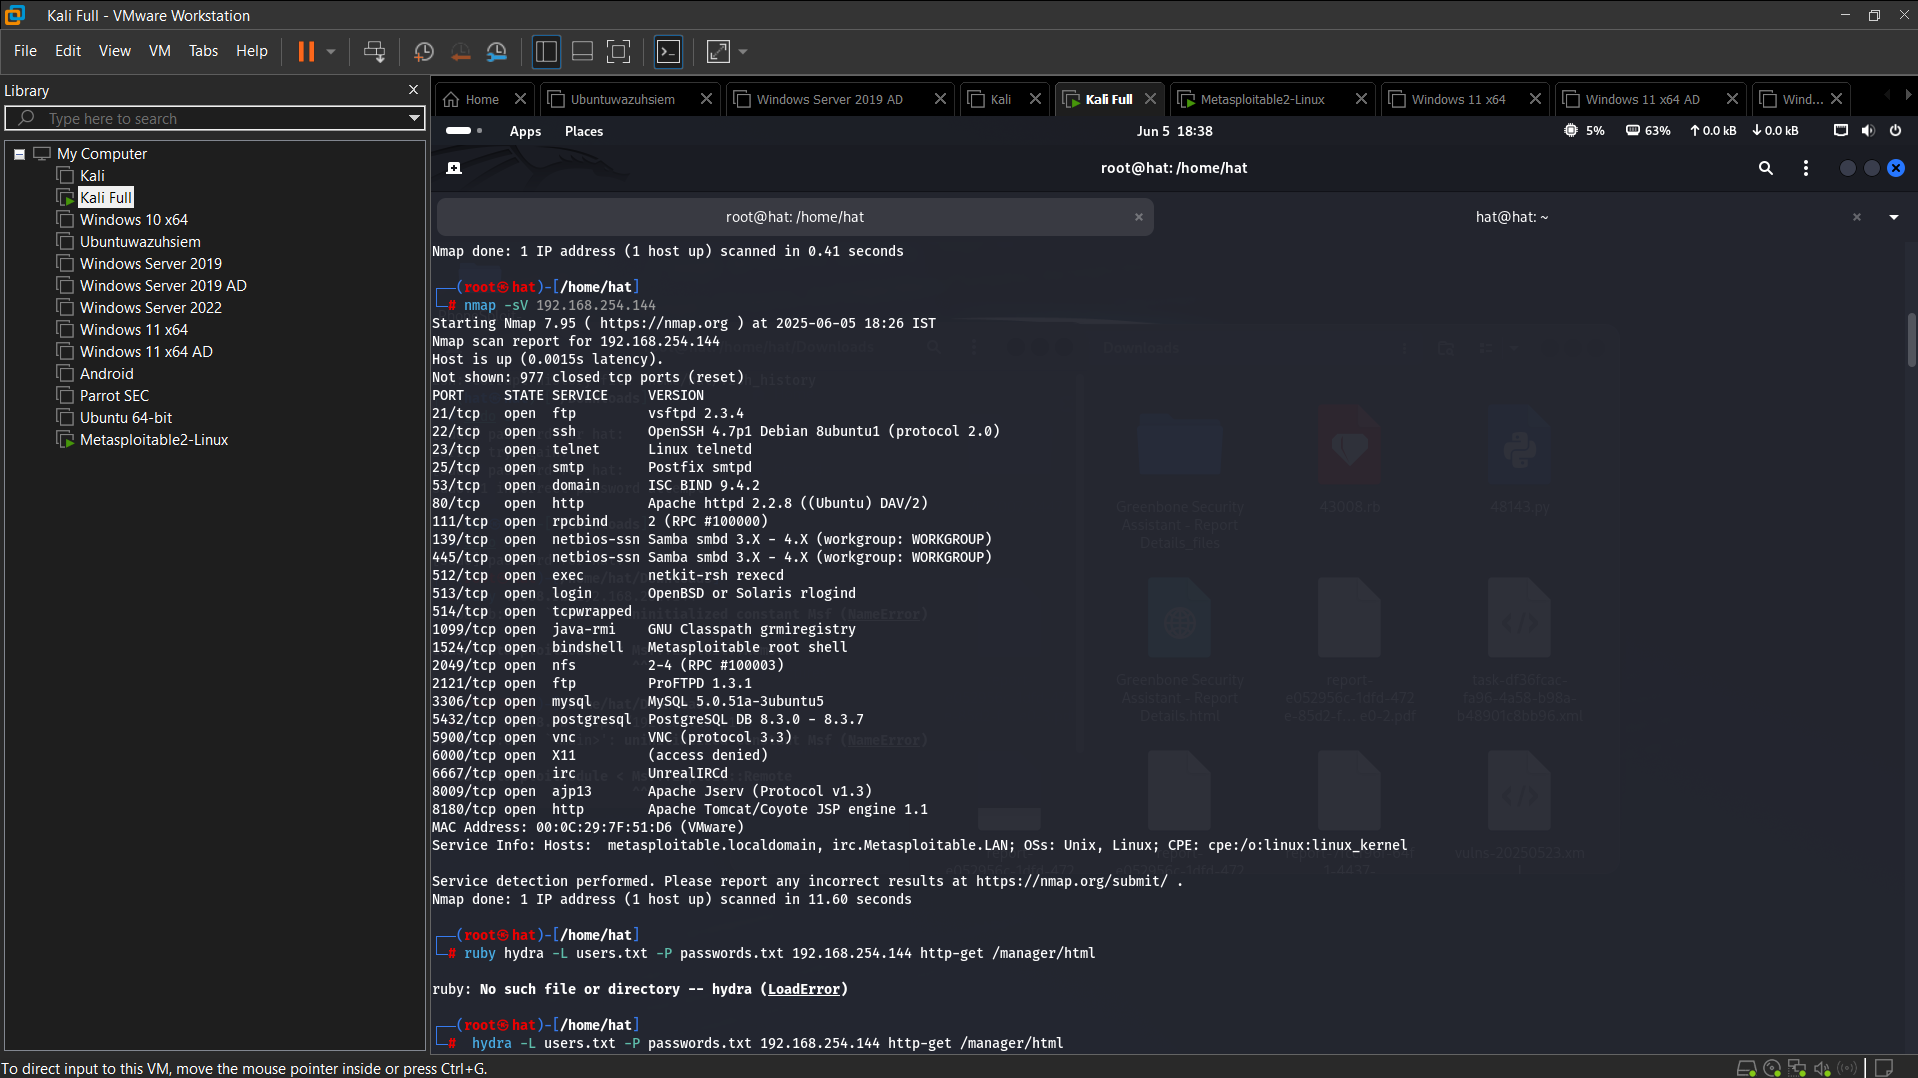 Kali Full - VMware Workstation
File Edit View VM Tabs Help
Library
Type here to search
My Computer
Kali
Kali Full
Windows 10 x64
Ubuntuwazuhsiem
Windows Server 2019
Windows Server 2019 AD
Windows Server 2022
Windows 11 x64
Windows 11 x64 AD
Android
Parrot SEC
Ubuntu 64-bit
Metasploitable2-Linux
Home Ubuntuwazuhsiem Windows Server 2019 AD Kali Kali Full Metasploitable2-Linux Windows 11 x64 Windows 11 x64 AD Wind...
Apps Places Jun 5 18:38 5% 63% ↑ 0.0 kB ↓ 0.0 kB
root@hat: /home/hat
root@hat: /home/hat hat@hat: ~
Nmap done: 1 IP address (1 host up) scanned in 0.41 seconds
┌──(root㉿hat)-[/home/hat]
└─# nmap -sV 192.168.254.144
Starting Nmap 7.95 ( https://nmap.org ) at 2025-06-05 18:26 IST
Nmap scan report for 192.168.254.144
Host is up (0.0015s latency).
Not shown: 977 closed tcp ports (reset)
PORT STATE SERVICE VERSION
21/tcp open ftp vsftpd 2.3.4
22/tcp open ssh OpenSSH 4.7p1 Debian 8ubuntu1 (protocol 2.0)
23/tcp open telnet Linux telnetd
25/tcp open smtp Postfix smtpd
53/tcp open domain ISC BIND 9.4.2
80/tcp open http Apache httpd 2.2.8 ((Ubuntu) DAV/2)
111/tcp open rpcbind 2 (RPC #100000)
139/tcp open netbios-ssn Samba smbd 3.X - 4.X (workgroup: WORKGROUP)
445/tcp open netbios-ssn Samba smbd 3.X - 4.X (workgroup: WORKGROUP)
512/tcp open exec netkit-rsh rexecd
513/tcp open login OpenBSD or Solaris rlogind
514/tcp open tcpwrapped
1099/tcp open java-rmi GNU Classpath grmiregistry
1524/tcp open bindshell Metasploitable root shell
2049/tcp open nfs 2-4 (RPC #100003)
2121/tcp open ftp ProFTPD 1.3.1
3306/tcp open mysql MySQL 5.0.51a-3ubuntu5
5432/tcp open postgresql PostgreSQL DB 8.3.0 - 8.3.7
5900/tcp open vnc VNC (protocol 3.3)
6000/tcp open X11 (access denied)
6667/tcp open irc UnrealIRCd
8009/tcp open ajp13 Apache Jserv (Protocol v1.3)
8180/tcp open http Apache Tomcat/Coyote JSP engine 1.1
MAC Address: 00:0C:29:7F:51:D6 (VMware)
Service Info: Hosts: metasploitable.localdomain, irc.Metasploitable.LAN; OSs: Unix, Linux; CPE: cpe:/o:linux:linux_kernel
Service detection performed. Please report any incorrect results at https://nmap.org/submit/ .
Nmap done: 1 IP address (1 host up) scanned in 11.60 seconds
┌──(root㉿hat)-[/home/hat]
└─# ruby hydra -L users.txt -P passwords.txt 192.168.254.144 http-get /manager/html
ruby: No such file or directory -- hydra (LoadError)
┌──(root㉿hat)-[/home/hat]
└─# hydra -L users.txt -P passwords.txt 192.168.254.144 http-get /manager/html
Downloads
Greenbone Security
Assistant - Report
Details_files
43008.rb
48143.py
Greenbone Security
Assistant - Report
Details.html
To direct input to this VM, move the mouse pointer inside or press Ctrl+G.